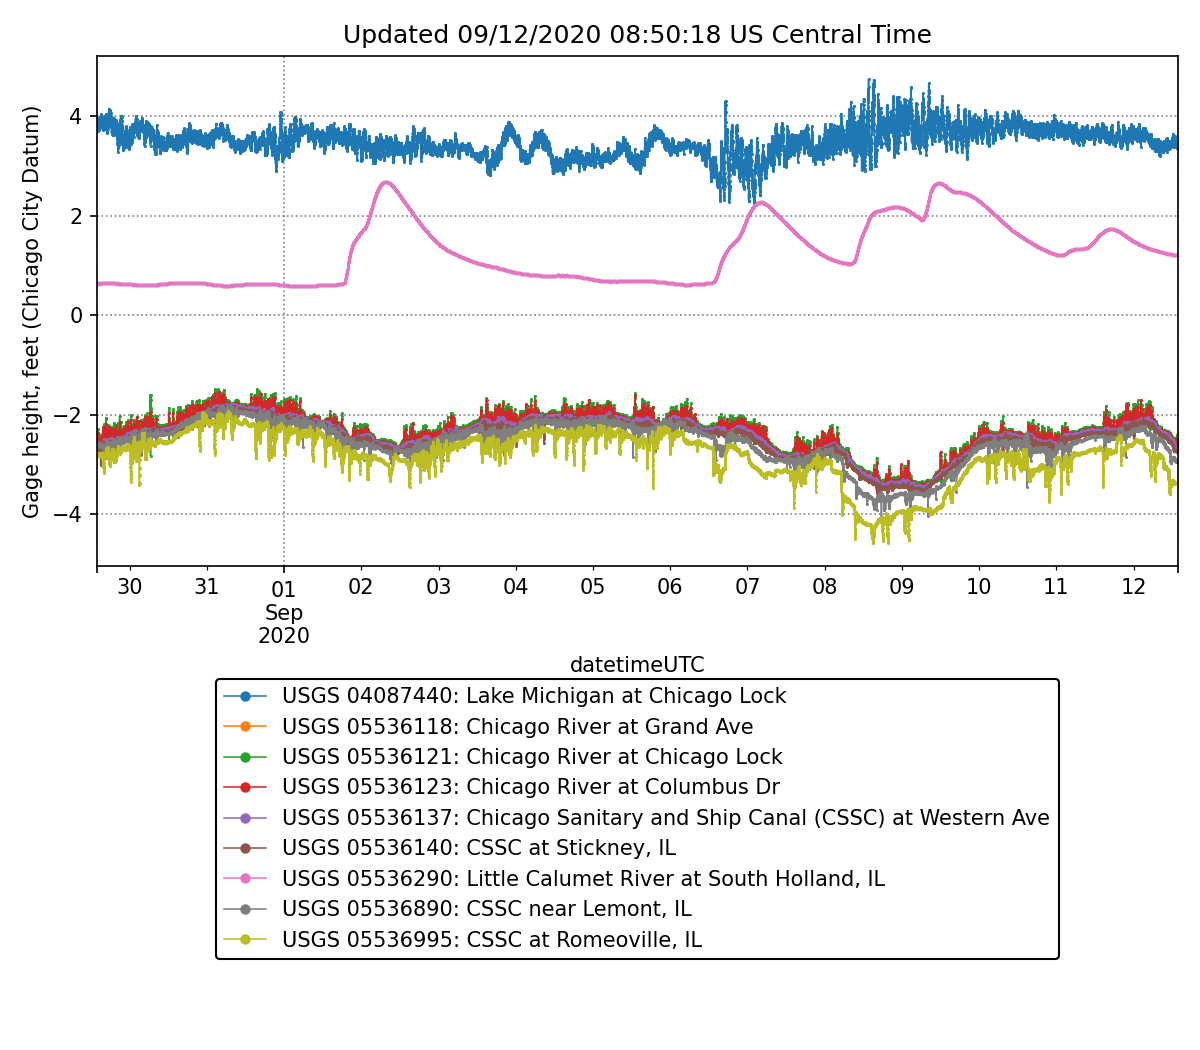 Updated 09/12/2020 08:50:18 US Central Time
Gage height, feet (Chicago City Datum)
4
2
0
−2
−4
30 31 01 02 03 04 05 06 07 08 09 10 11 12
Sep
2020
datetimeUTC
USGS 04087440: Lake Michigan at Chicago Lock
USGS 05536118: Chicago River at Grand Ave
USGS 05536121: Chicago River at Chicago Lock
USGS 05536123: Chicago River at Columbus Dr
USGS 05536137: Chicago Sanitary and Ship Canal (CSSC) at Western Ave
USGS 05536140: CSSC at Stickney, IL
USGS 05536290: Little Calumet River at South Holland, IL
USGS 05536890: CSSC near Lemont, IL
USGS 05536995: CSSC at Romeoville, IL